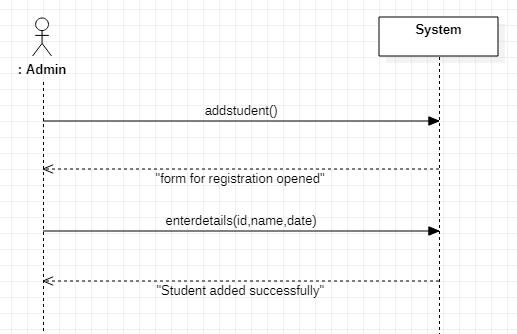 System
: Admin
addstudent()
"form for registration opened"
enterdetails(id,name,date)
"Student added successfully"